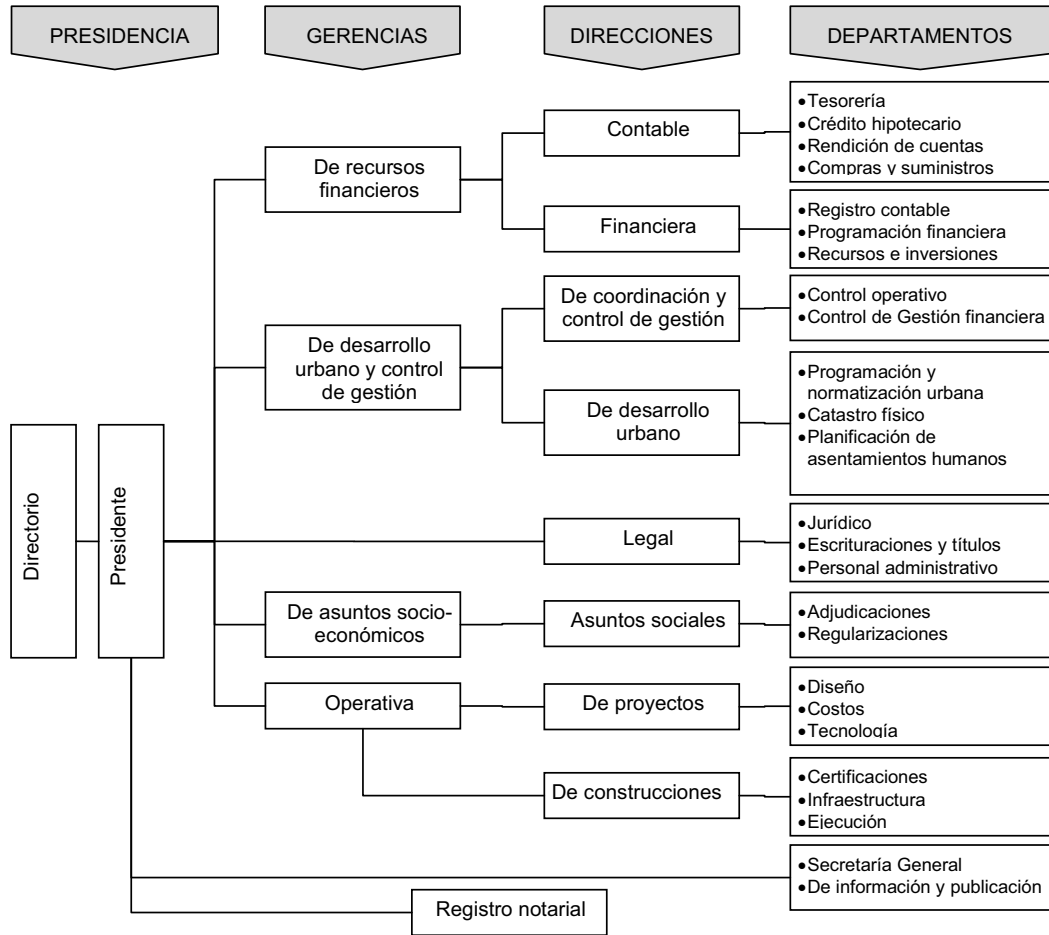 PRESIDENCIA
GERENCIAS
DIRECCIONES
DEPARTAMENTOS
Directorio
Presidente
De recursos
financieros
Contable
•Tesorería
•Crédito hipotecario
•Rendición de cuentas
•Compras y suministros
Financiera
•Registro contable
•Programación financiera
•Recursos e inversiones
De desarrollo
urbano y control
de gestión
De coordinación y
control de gestión
•Control operativo
•Control de Gestión financiera
De desarrollo
urbano
•Programación y
normatización urbana
•Catastro físico
•Planificación de
asentamientos humanos
Legal
•Jurídico
•Escrituraciones y títulos
•Personal administrativo
De asuntos socio-
económicos
Asuntos sociales
•Adjudicaciones
•Regularizaciones
Operativa
De proyectos
•Diseño
•Costos
•Tecnología
De construcciones
•Certificaciones
•Infraestructura
•Ejecución
•Secretaría General
•De información y publicación
Registro notarial